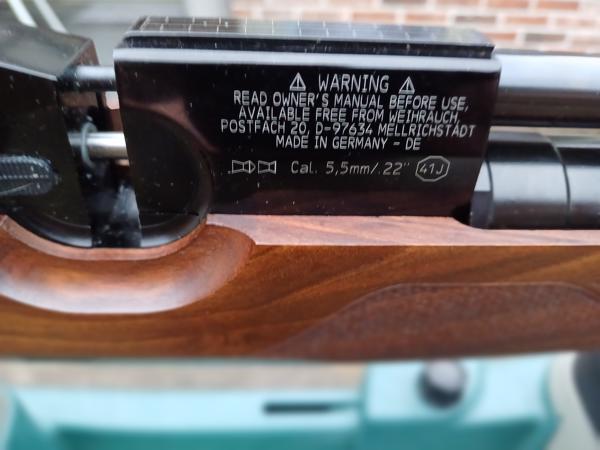 ⚠ WARNING ⚠
READ OWNER'S MANUAL BEFORE USE,
AVAILABLE FREE FROM WEIHRAUCH,
POSTFACH 20, D-97634 MELLRICHSTADT
MADE IN GERMANY - DE
Cal. 5,5mm/.22" 41J